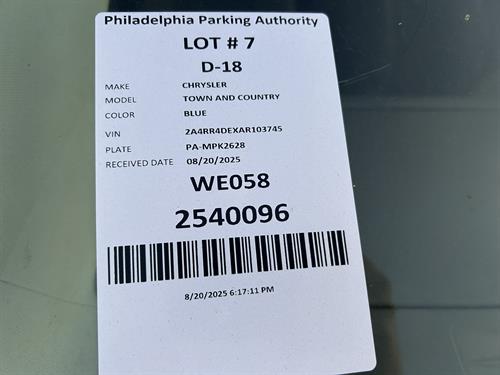 Philadelphia Parking Authority
LOT # 7
D-18
MAKE CHRYSLER
MODEL TOWN AND COUNTRY
COLOR BLUE
VIN 2A4RR4DEXAR103745
PLATE PA-MPK2628
RECEIVED DATE 08/20/2025
WE058
2540096
8/20/2025 6:17:11 PM